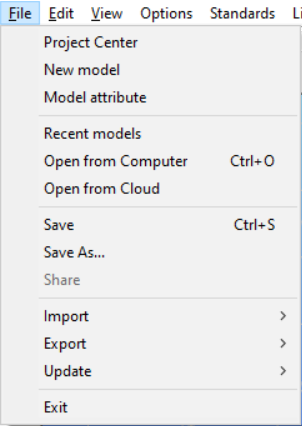 File Edit View Options Standards
Project Center
New model
Model attribute
Recent models
Open from Computer Ctrl+O
Open from Cloud
Save Ctrl+S
Save As...
Share
Import
Export
Update
Exit